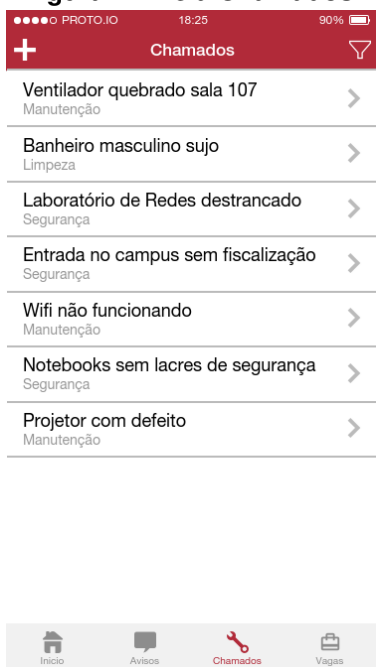 PROTO.IO 18:25 90%
Chamados
Ventilador quebrado sala 107
Manutenção
Banheiro masculino sujo
Limpeza
Laboratório de Redes destrancado
Segurança
Entrada no campus sem fiscalização
Segurança
Wifi não funcionando
Manutenção
Notebooks sem lacres de segurança
Segurança
Projetor com defeito
Manutenção
Inicio Avisos Chamados Vagas